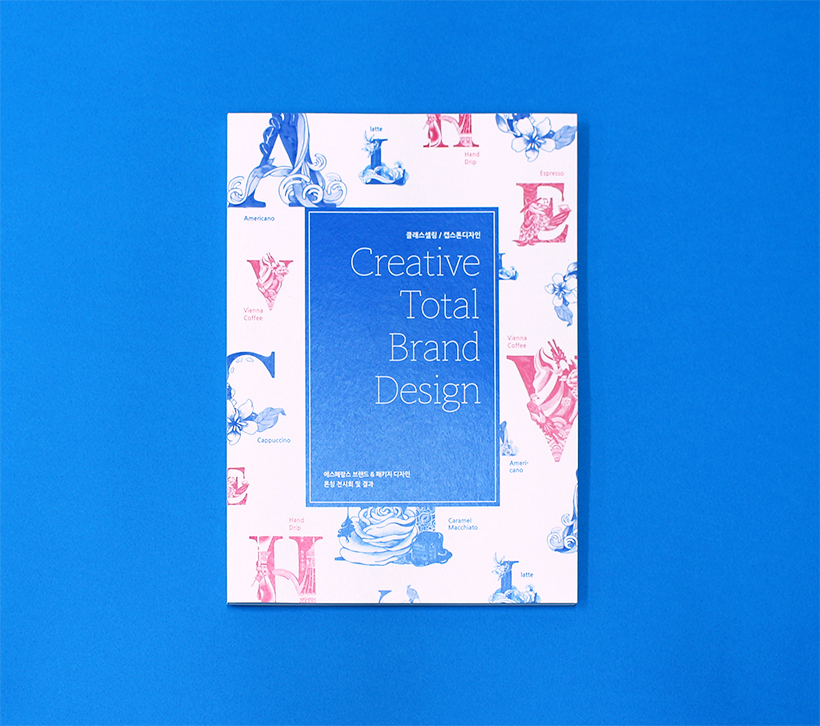 latte
Hand
Drip
Espresso
Americano
클래스셀링 / 캡스톤디자인
Creative
Total
Brand
Design
Vienna
Coffee
Vienna
Coffee
Cappuccino
Ameri-
cano
에스페랑스 브랜드 & 패키지 디자인
론칭 전시회 및 결과
Hand
Drip
Caramel
Macchiato
latte
A
L
H
E
V
C
V
E
H
L